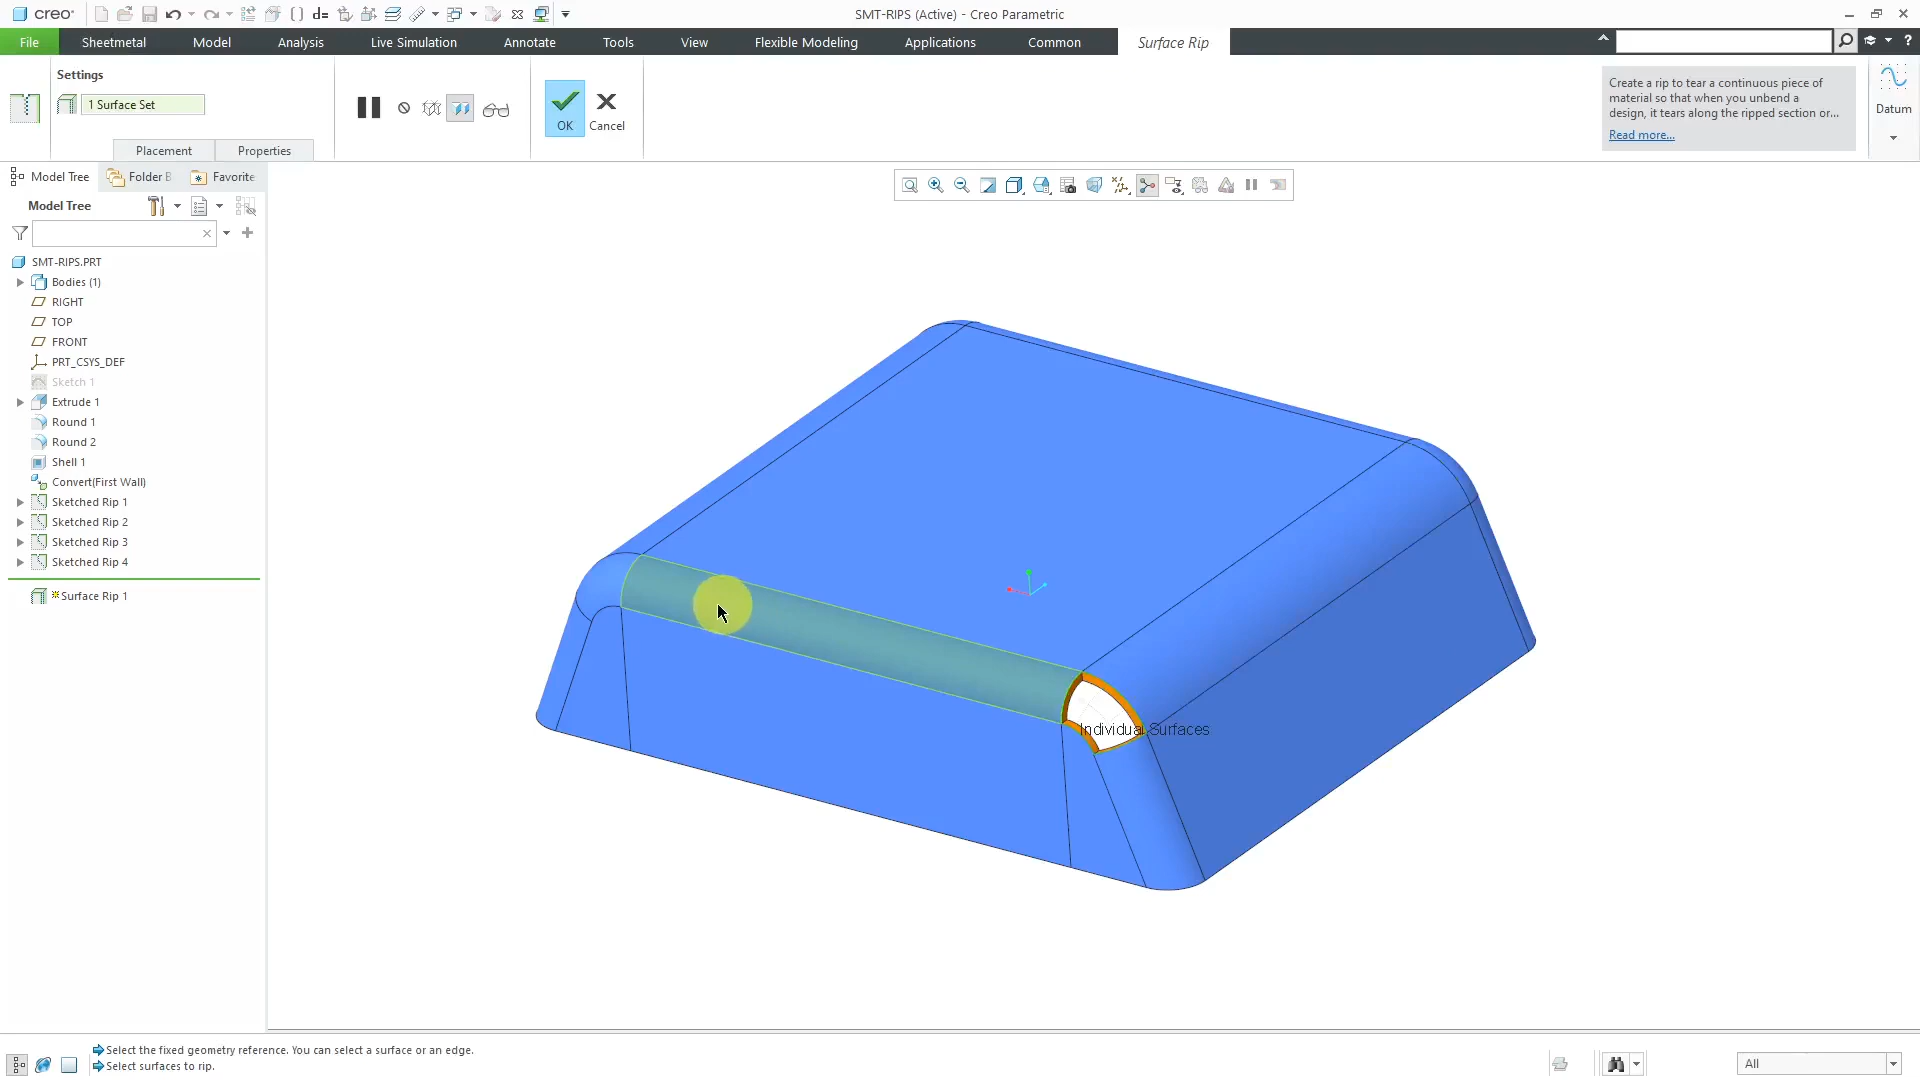 creo
SMT-RIPS (Active) - Creo Parametric
File
Sheetmetal
Model
Analysis
Live Simulation
Annotate
Tools
View
Flexible Modeling
Applications
Common
Surface Rip
Settings
1 Surface Set
OK
Cancel
Placement
Properties
Create a rip to tear a continuous piece of
material so that when you unbend a
design, it tears along the ripped section or...
Read more...
Datum
Model Tree
Folder B
Favorite
Model Tree
SMT-RIPS.PRT
Bodies (1)
RIGHT
TOP
FRONT
PRT_CSYS_DEF
Sketch 1
Extrude 1
Round 1
Round 2
Shell 1
Convert(First Wall)
Sketched Rip 1
Sketched Rip 2
Sketched Rip 3
Sketched Rip 4
Surface Rip 1
Individual Surfaces
Select the fixed geometry reference. You can select a surface or an edge.
Select surfaces to rip.
All